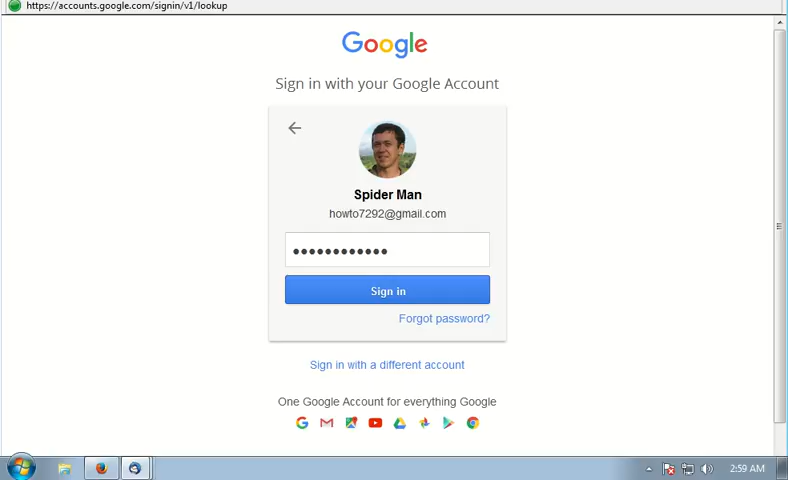 https://accounts.google.com/signin/v1/lookup
Google
Sign in with your Google Account
Spider Man
howto7292@gmail.com
●●●●●●●●●●●●
Sign in
Forgot password?
Sign in with a different account
One Google Account for everything Google
2:59 AM